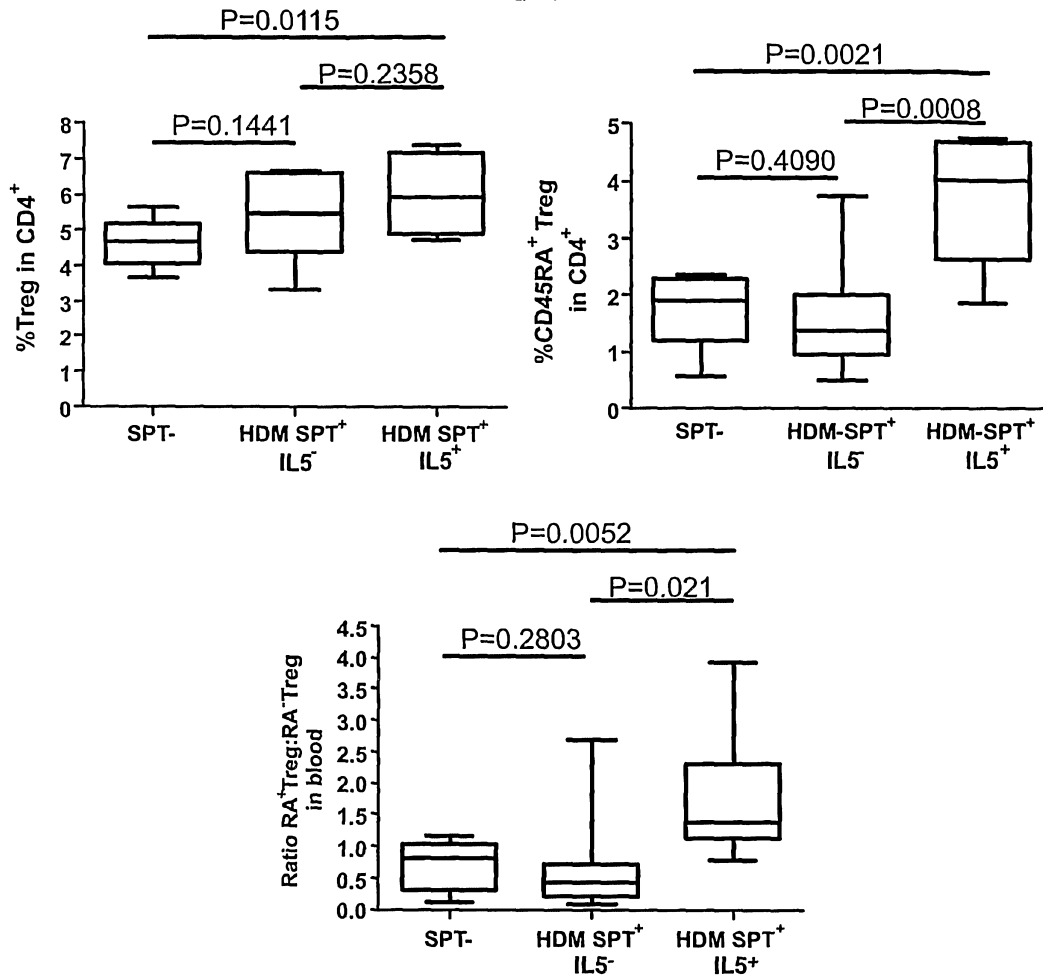 P=0.0115
P=0.2358
P=0.1441
8
7
6
5
4
3
2
1
0
%Treg in CD4⁺
SPT-
HDM SPT⁺
IL5⁻
HDM SPT⁺
IL5⁺
P=0.0021
P=0.0008
P=0.4090
5
4
3
2
1
0
%CD45RA⁺ Treg
in CD4⁺
SPT-
HDM-SPT⁺
IL5⁻
HDM-SPT⁺
IL5⁺
P=0.0052
P=0.021
P=0.2803
4.5
4.0
3.5
3.0
2.5
2.0
1.5
1.0
0.5
0.0
Ratio RA⁺Treg:RA⁻Treg
in blood
SPT-
HDM SPT⁺
IL5-
HDM SPT⁺
IL5+